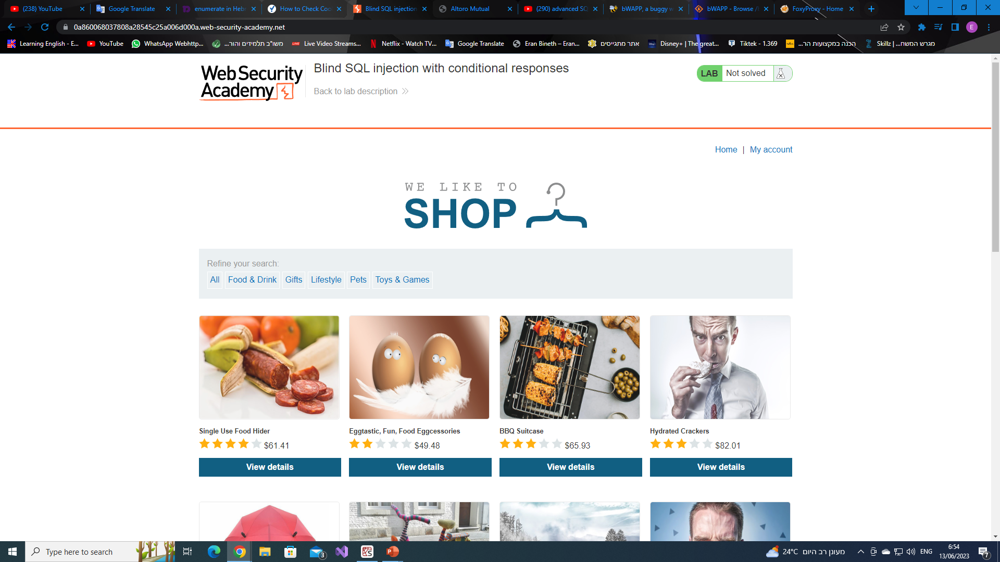 (238) YouTube
Google Translate
enumerate in Heb
How to Check Coo
Blind SQL injection
Altoro Mutual
(290) advanced SQ
bWAPP, a buggy w
bWAPP - Browse /
FoxyProxy - Home
0a860068037808a28545c25a006d000a.web-security-academy.net
E
Learning English - E...
YouTube
WhatsApp Webhttp...
משו"ב תלמידים והור...
LIVE
Live Video Streams...
Netflix - Watch TV...
Google Translate
Eran Bineth – Eran...
אתר מתגייסים
Disney+ | The great...
Tiktek - 1.369
הכנה במקצועות הר...
Skillz | מגרש המשח...
Web Security
Academy
Blind SQL injection with conditional responses
Back to lab description
LAB Not solved
Home | My account
WE LIKE TO
SHOP
Refine your search:
All
Food & Drink
Gifts
Lifestyle
Pets
Toys & Games
Single Use Food Hider
$61.41
View details
Eggtastic, Fun, Food Eggcessories
$49.48
View details
BBQ Suitcase
$65.93
View details
Hydrated Crackers
$82.01
View details
Type here to search
3
24°C מעונן רב היום
ENG
6:54
13/06/2023
7